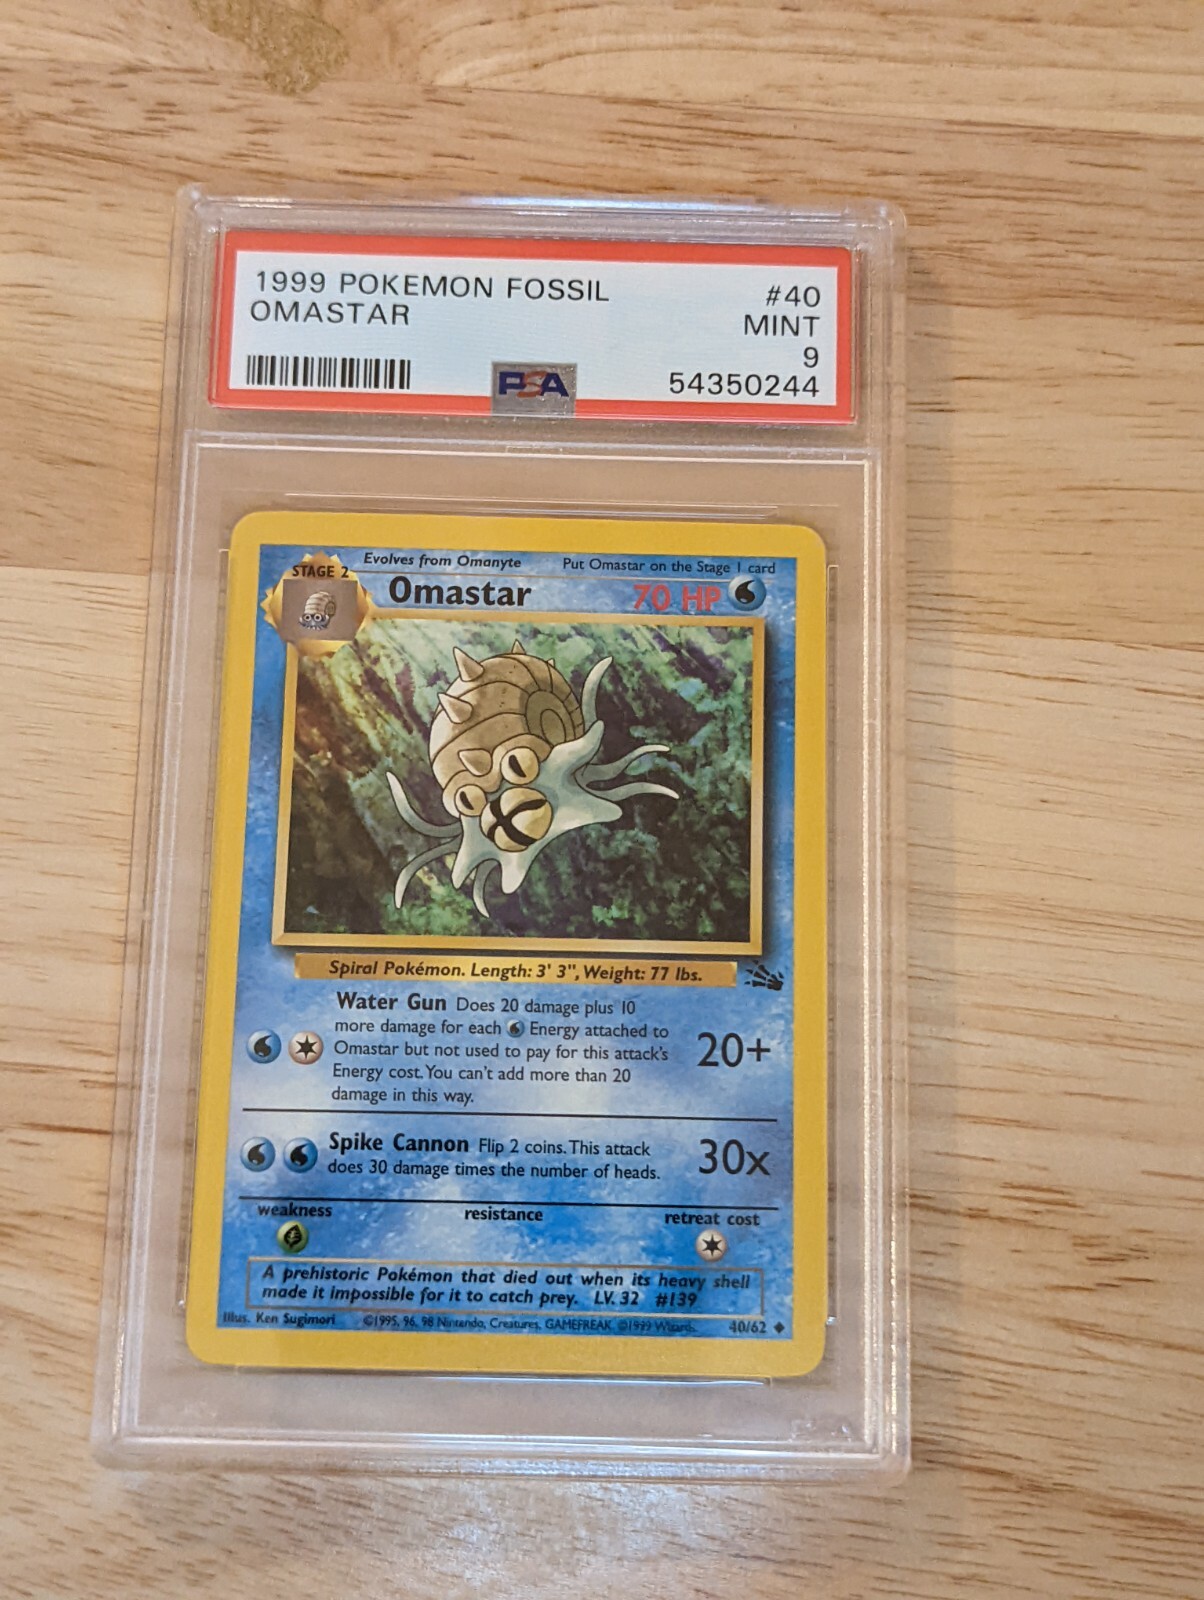 1999 POKEMON FOSSIL #40
OMASTAR MINT
9
PSA 54350244
STAGE 2 Evolves from Omanyte Put Omastar on the Stage 1 card
Omastar 70 HP
Spiral Pokémon. Length: 3' 3", Weight: 77 lbs.
Water Gun Does 20 damage plus 10
more damage for each Energy attached to
Omastar but not used to pay for this attack's 20+
Energy cost. You can't add more than 20
damage in this way.
Spike Cannon Flip 2 coins. This attack 30x
does 30 damage times the number of heads.
weakness resistance retreat cost
A prehistoric Pokémon that died out when its heavy shell
made it impossible for it to catch prey. LV. 32 #139
Illus. Ken Sugimori ©1995, 96, 98 Nintendo, Creatures, GAMEFREAK. ©1999 Wizards. 40/62